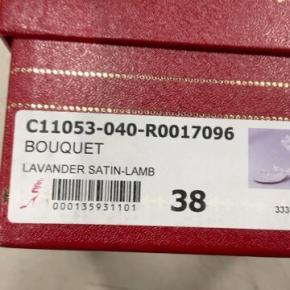 C11053-040-R0017096
BOUQUET
LAVANDER SATIN-LAMB
000135931101
38
333